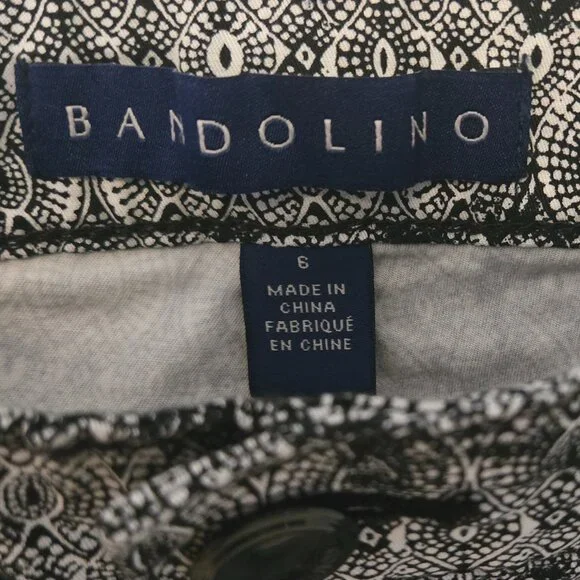 BANDOLINO
6
MADE IN
CHINA
FABRIQUÉ
EN CHINE